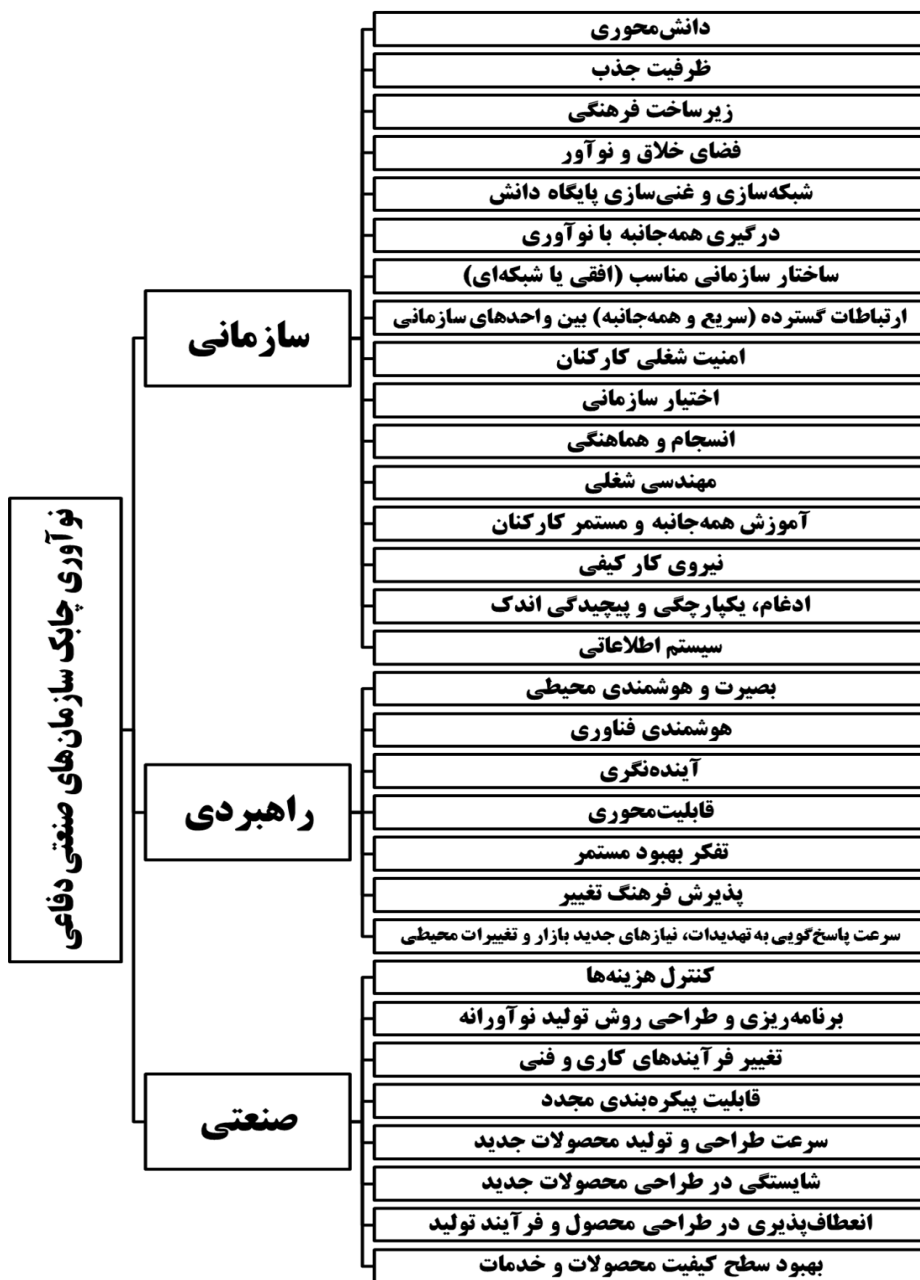 نوآوری چابک سازمان‌های صنعتی دفاعی
سازمانی
دانش‌محوری
ظرفیت جذب
زیرساخت فرهنگی
فضای خلاق و نوآور
شبکه‌سازی و غنی‌سازی پایگاه دانش
درگیری همه‌جانبه با نوآوری
ساختار سازمانی مناسب (افقی یا شبکه‌ای)
ارتباطات گسترده (سریع و همه‌جانبه) بین واحدهای سازمانی
امنیت شغلی کارکنان
اختیار سازمانی
انسجام و هماهنگی
مهندسی شغلی
آموزش همه‌جانبه و مستمر کارکنان
نیروی کار کیفی
ادغام، یکپارچگی و پیچیدگی اندک
سیستم اطلاعاتی
راهبردی
بصیرت و هوشمندی محیطی
هوشمندی فناوری
آینده‌نگری
قابلیت‌محوری
تفکر بهبود مستمر
پذیرش فرهنگ تغییر
سرعت پاسخ‌گویی به تهدیدات، نیازهای جدید بازار و تغییرات محیطی
صنعتی
کنترل هزینه‌ها
برنامه‌ریزی و طراحی روش تولید نوآورانه
تغییر فرآیندهای کاری و فنی
قابلیت پیکره‌بندی مجدد
سرعت طراحی و تولید محصولات جدید
شایستگی در طراحی محصولات جدید
انعطاف‌پذیری در طراحی محصول و فرآیند تولید
بهبود سطح کیفیت محصولات و خدمات